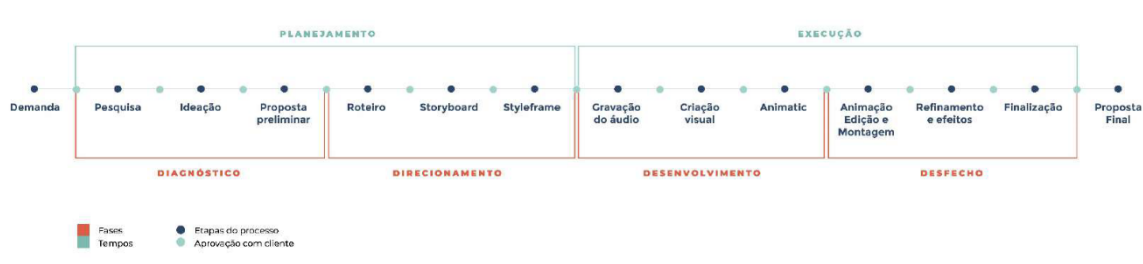 PLANEJAMENTO
EXECUÇÃO
Demanda
Pesquisa
Ideação
Proposta
preliminar
Roteiro
Storyboard
Styleframe
Gravação
do áudio
Criação
visual
Animatic
Animação
Edição e
Montagem
Refinamento
e efeitos
Finalização
Proposta
Final
DIAGNÓSTICO
DIRECIONAMENTO
DESENVOLVIMENTO
DESFECHO
Fases
Tempos
Etapas do processo
Aprovação com cliente